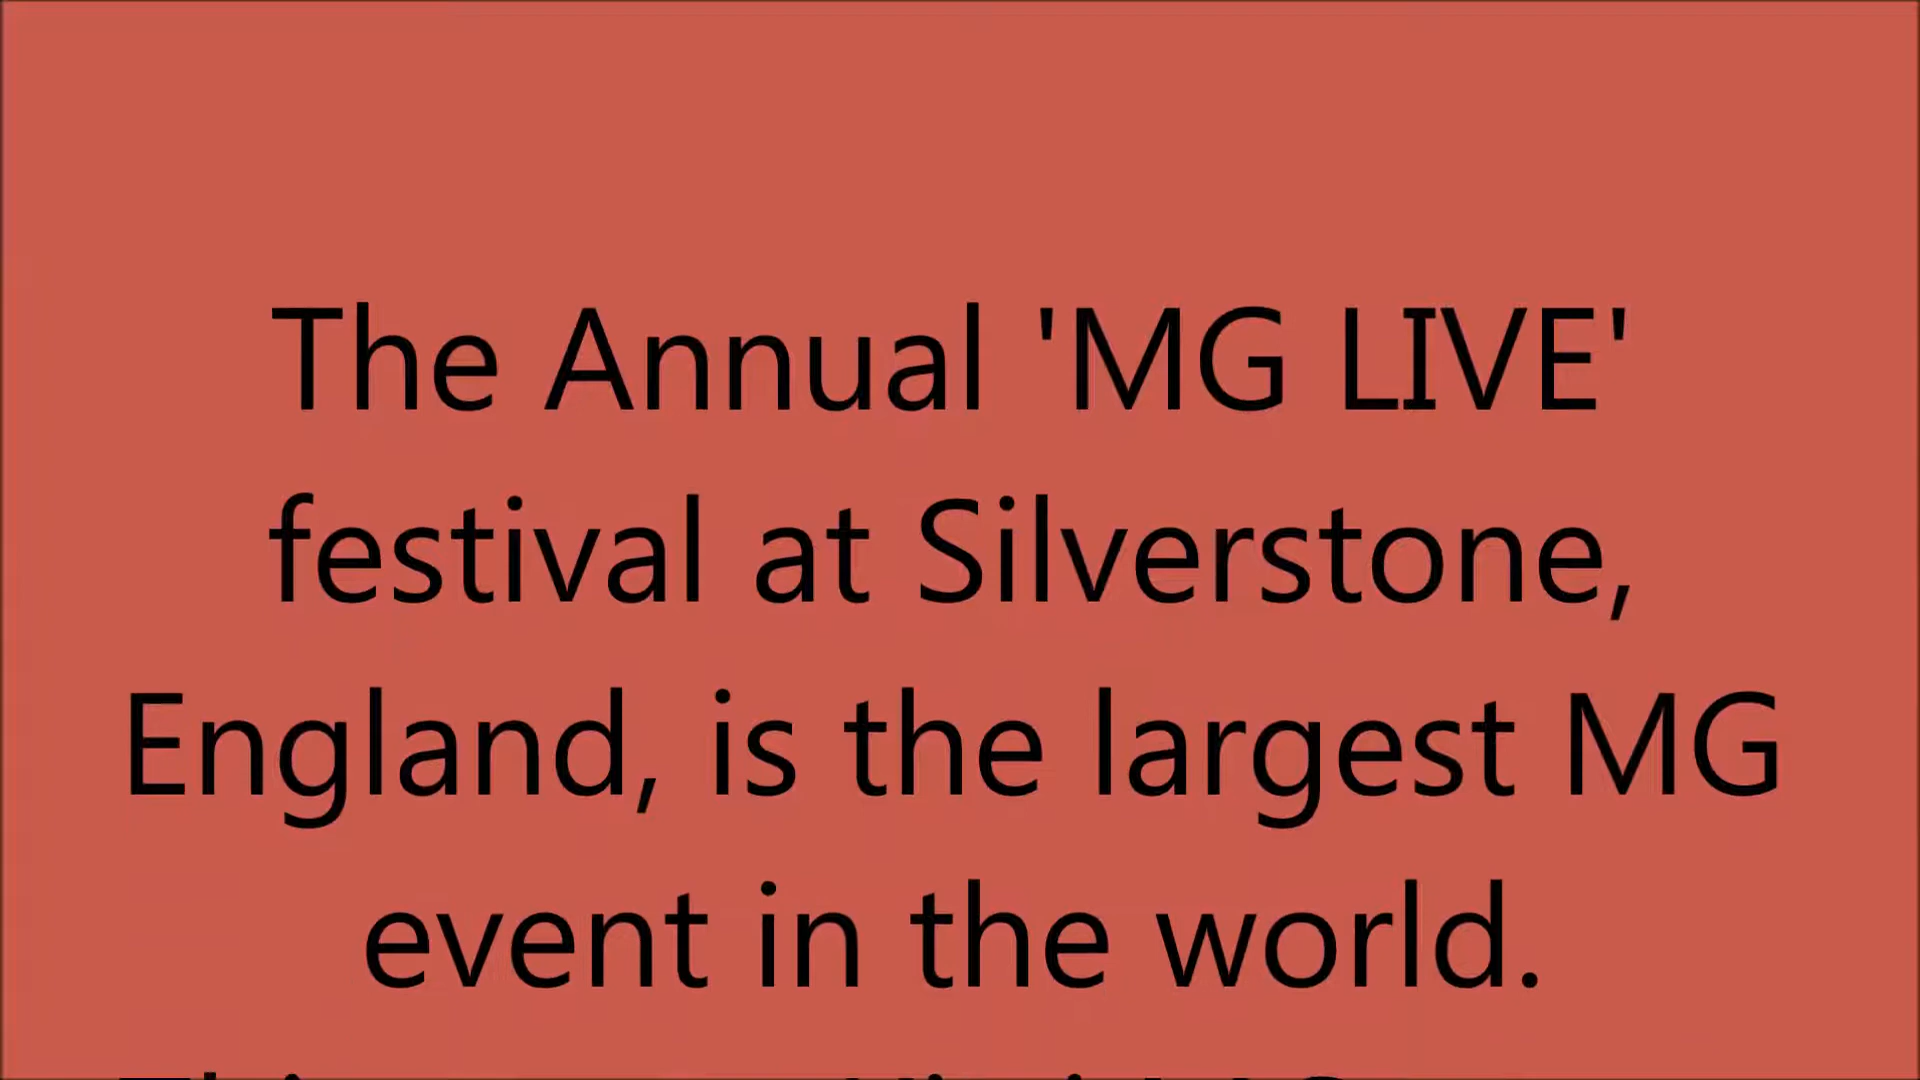 The Annual 'MG LIVE'
festival at Silverstone,
England, is the largest MG
event in the world.